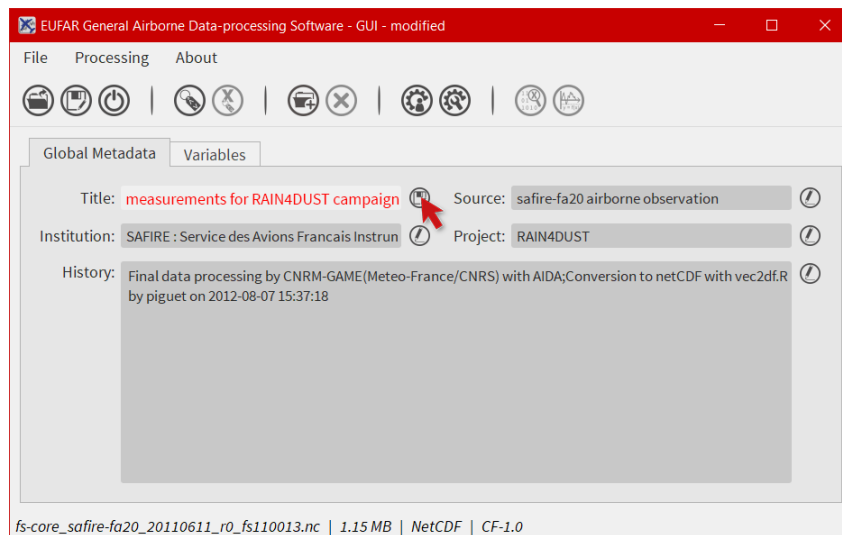 EUFAR General Airborne Data-processing Software - GUI - modified
File Processing About
Global Metadata Variables
Title: measurements for RAIN4DUST campaign Source: safire-fa20 airborne observation
Institution: SAFIRE : Service des Avions Francais Instrun Project: RAIN4DUST
History: Final data processing by CNRM-GAME(Meteo-France/CNRS) with AIDA;Conversion to netCDF with vec2df.R
by piguet on 2012-08-07 15:37:18
fs-core_safire-fa20_20110611_r0_fs110013.nc | 1.15 MB | NetCDF | CF-1.0